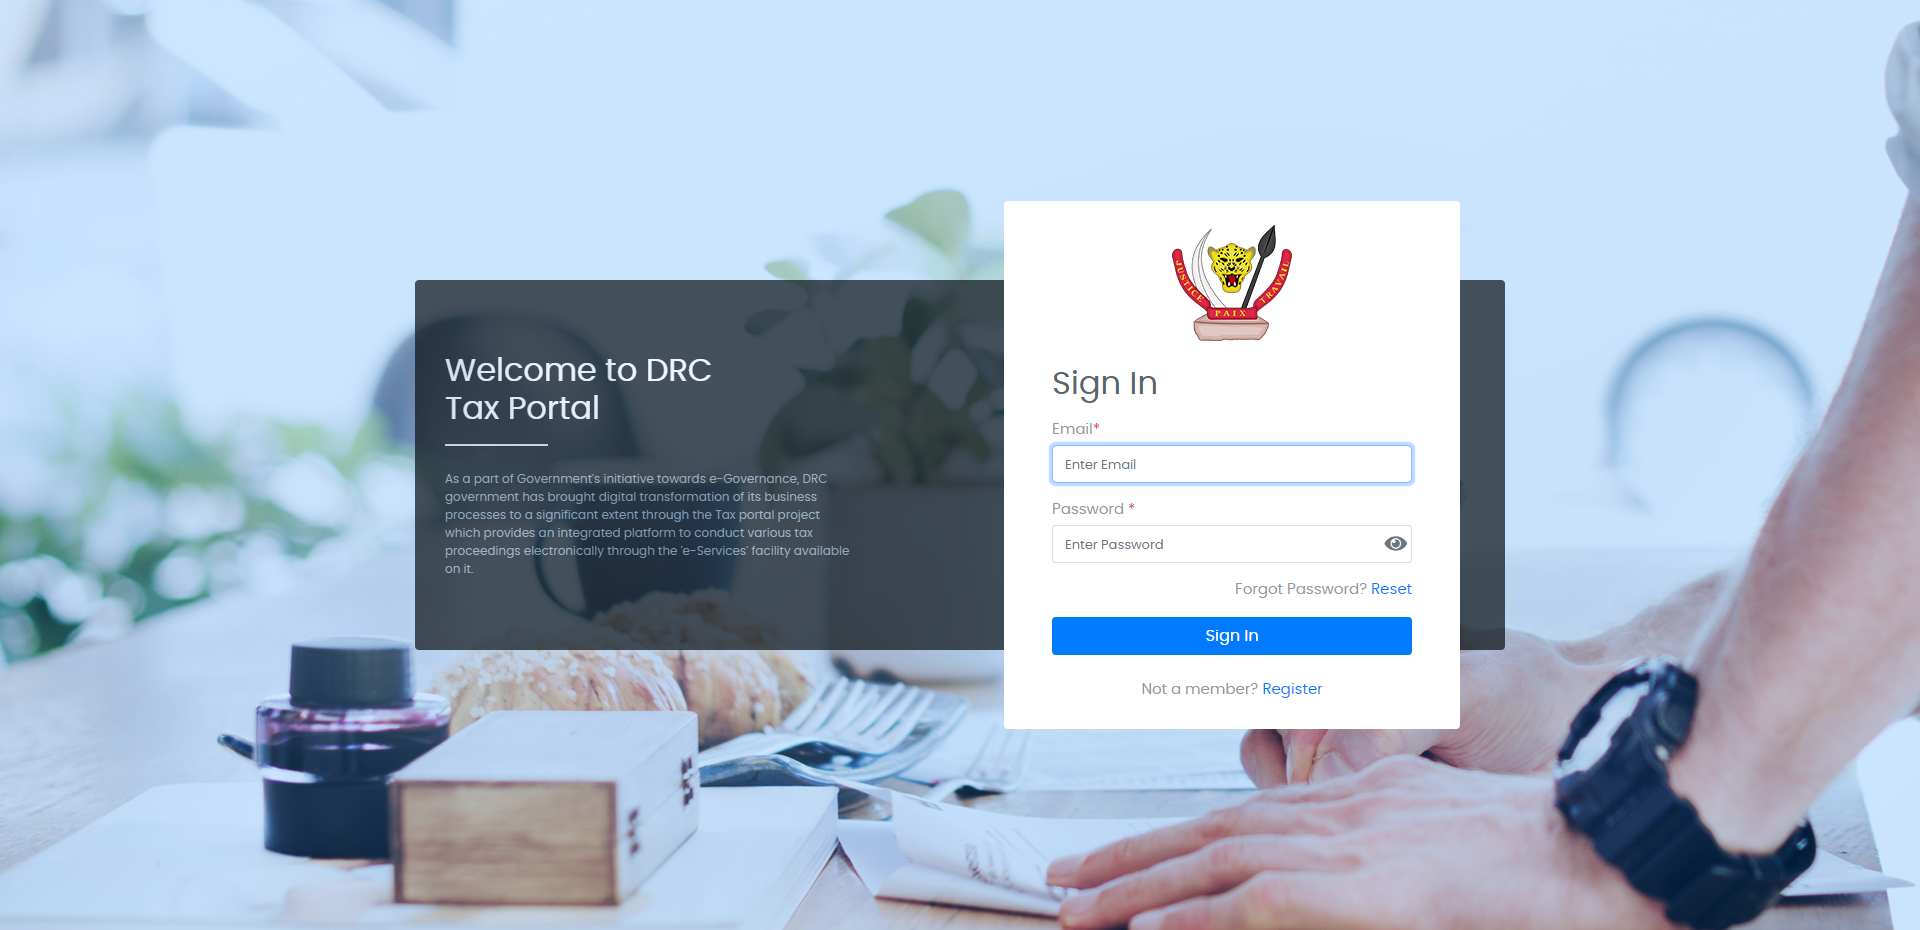 Welcome to DRC
Tax Portal
As a part of Government's initiative towards e-Governance, DRC
government has brought digital transformation of its business
processes to a significant extent through the Tax portal project
which provides an integrated platform to conduct various tax
proceedings electronically through the 'e-Services' facility available
on it.
JUSTICE
PAIX
TRAVAIL
Sign In
Email*
Enter Email
Password *
Enter Password
Forgot Password? Reset
Sign In
Not a member? Register